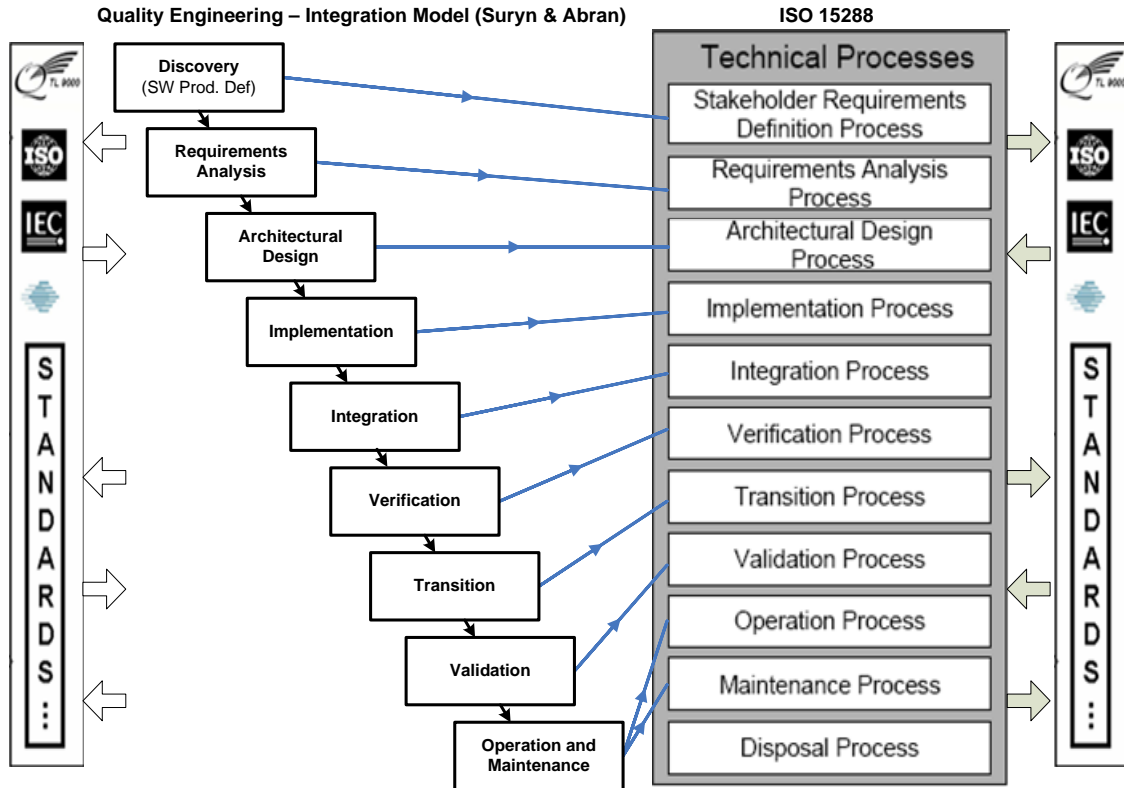 Quality Engineering – Integration Model (Suryn & Abran)
ISO 15288
TL 9000
ISO
IEC
S
T
A
N
D
A
R
D
S
⋮
Discovery
(SW Prod. Def)
Requirements
Analysis
Architectural
Design
Implementation
Integration
Verification
Transition
Validation
Operation and
Maintenance
Technical Processes
Stakeholder Requirements
Definition Process
Requirements Analysis
Process
Architectural Design
Process
Implementation Process
Integration Process
Verification Process
Transition Process
Validation Process
Operation Process
Maintenance Process
Disposal Process
TL 9000
ISO
IEC
S
T
A
N
D
A
R
D
S
⋮